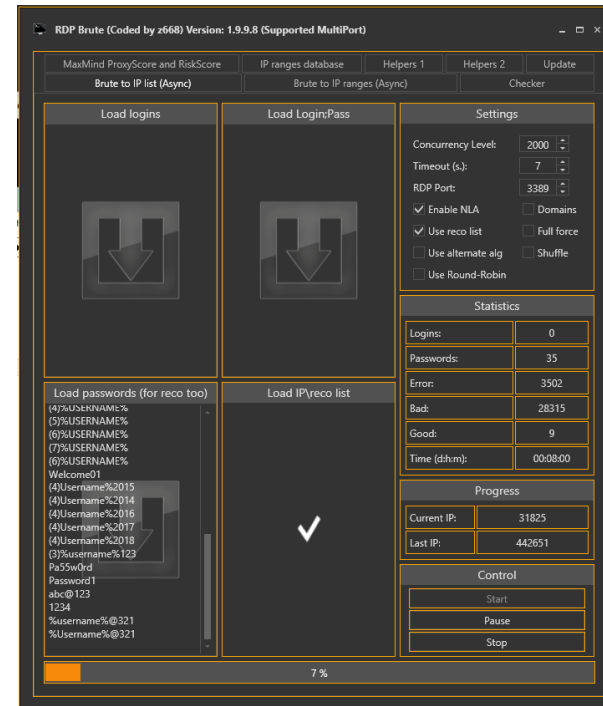 RDP Brute (Coded by z668) Version: 1.9.9.8 (Supported MultiPort)
MaxMind ProxyScore and RiskScore
IP ranges database
Helpers 1
Helpers 2
Update
Brute to IP list (Async)
Brute to IP ranges (Async)
Checker
Load logins
Load Login;Pass
Load passwords (for reco too)
(4)%USERNAME%
(5)%USERNAME%
(6)%USERNAME%
(7)%USERNAME%
(6)%USERNAME%
Welcome01
(4)Username%2015
(4)Username%2014
(4)Username%2016
(4)Username%2017
(4)Username%2018
(3)%username%123
Pa55w0rd
Password1
abc@123
1234
%username%@321
%Username%@321
Load IP\reco list
Settings
Concurrency Level: 2000
Timeout (s.): 7
RDP Port: 3389
Enable NLA
Domains
Use reco list
Full force
Use alternate alg
Shuffle
Use Round-Robin
Statistics
Logins: 0
Passwords: 35
Error: 3502
Bad: 28315
Good: 9
Time (d:h:m): 00:08:00
Progress
Current IP: 31825
Last IP: 442651
Control
Start
Pause
Stop
7 %